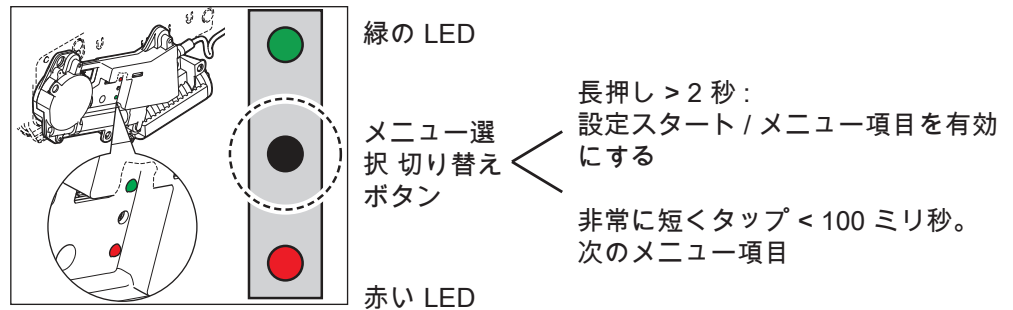 緑の LED
メニュー選
択 切り替え
ボタン
長押し > 2 秒 :
設定スタート / メニュー項目を有効
にする
非常に短くタップ < 100 ミリ秒。
次のメニュー項目
赤い LED